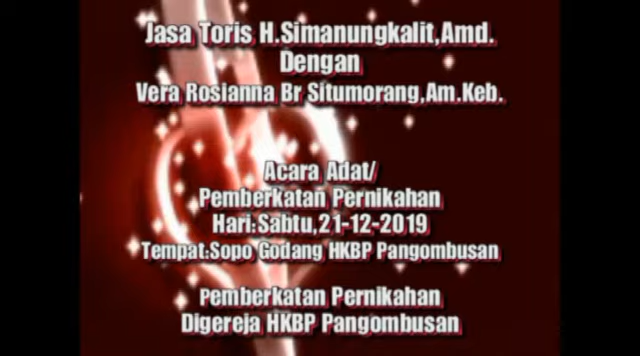 Jasa Toris H.Simanungkalit,Amd.
Dengan
Vera Rosianna Br Situmorang,Am.Keb.
Acara Adat/
Pemberkatan Pernikahan
Hari:Sabtu,21-12-2019
Tempat:Sopo Godang HKBP Pangombusan
Pemberkatan Pernikahan
Digereja HKBP Pangombusan